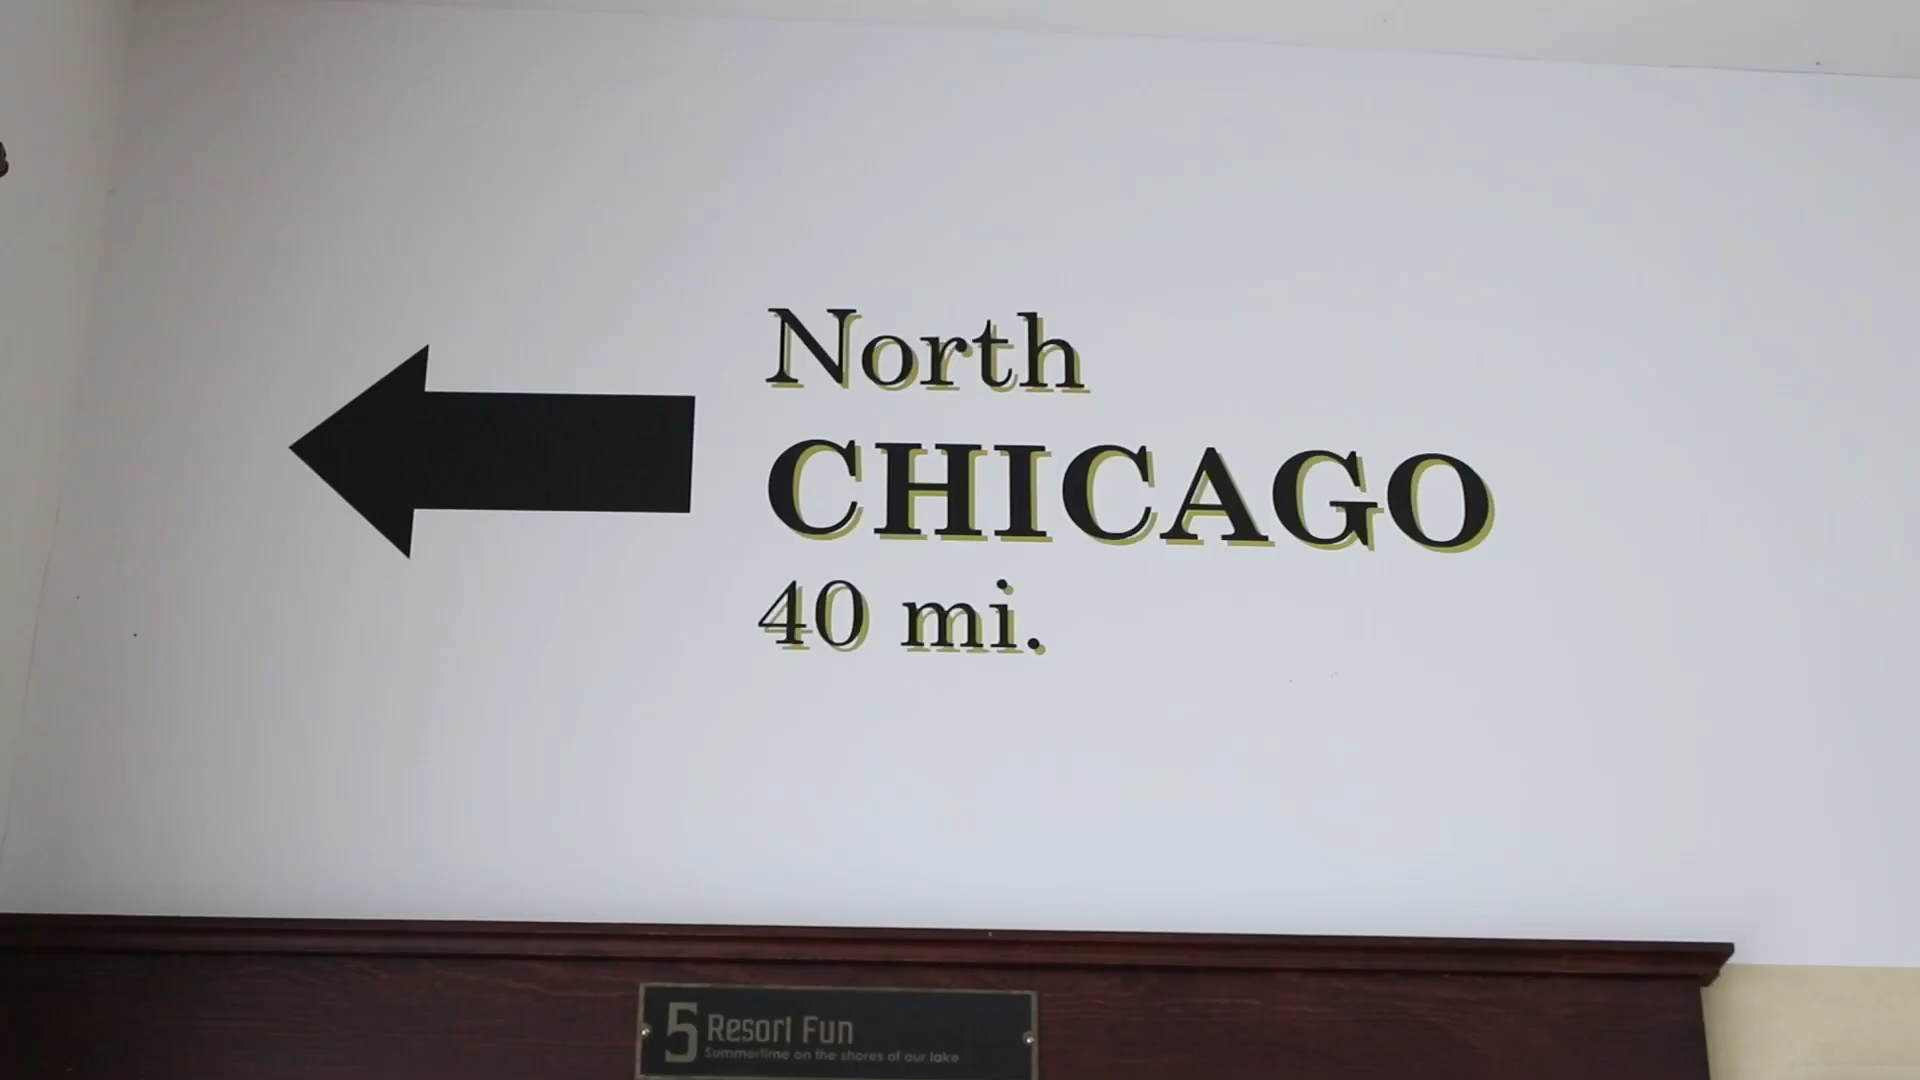 North
CHICAGO
40 mi.
5 Resort Fun
Summertime on the shores of our lake